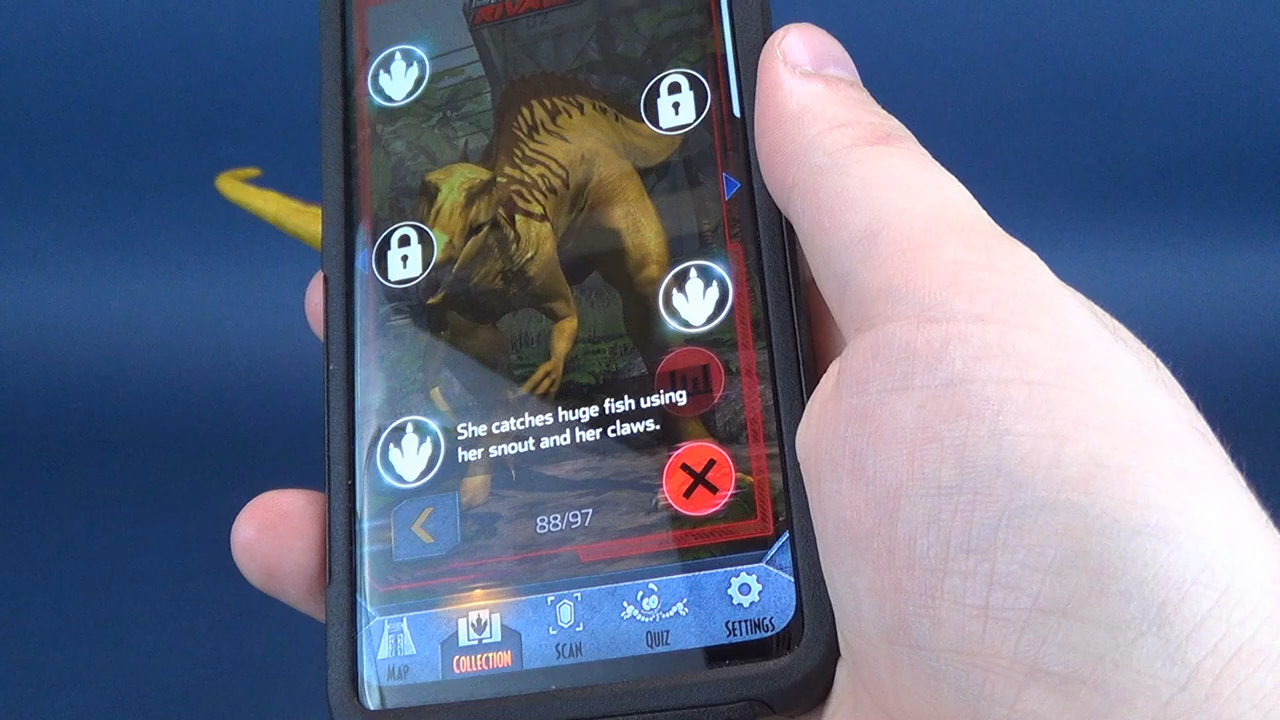 She catches huge fish using
her snout and her claws.
88/97
MAP
COLLECTION
SCAN
QUIZ
SETTINGS